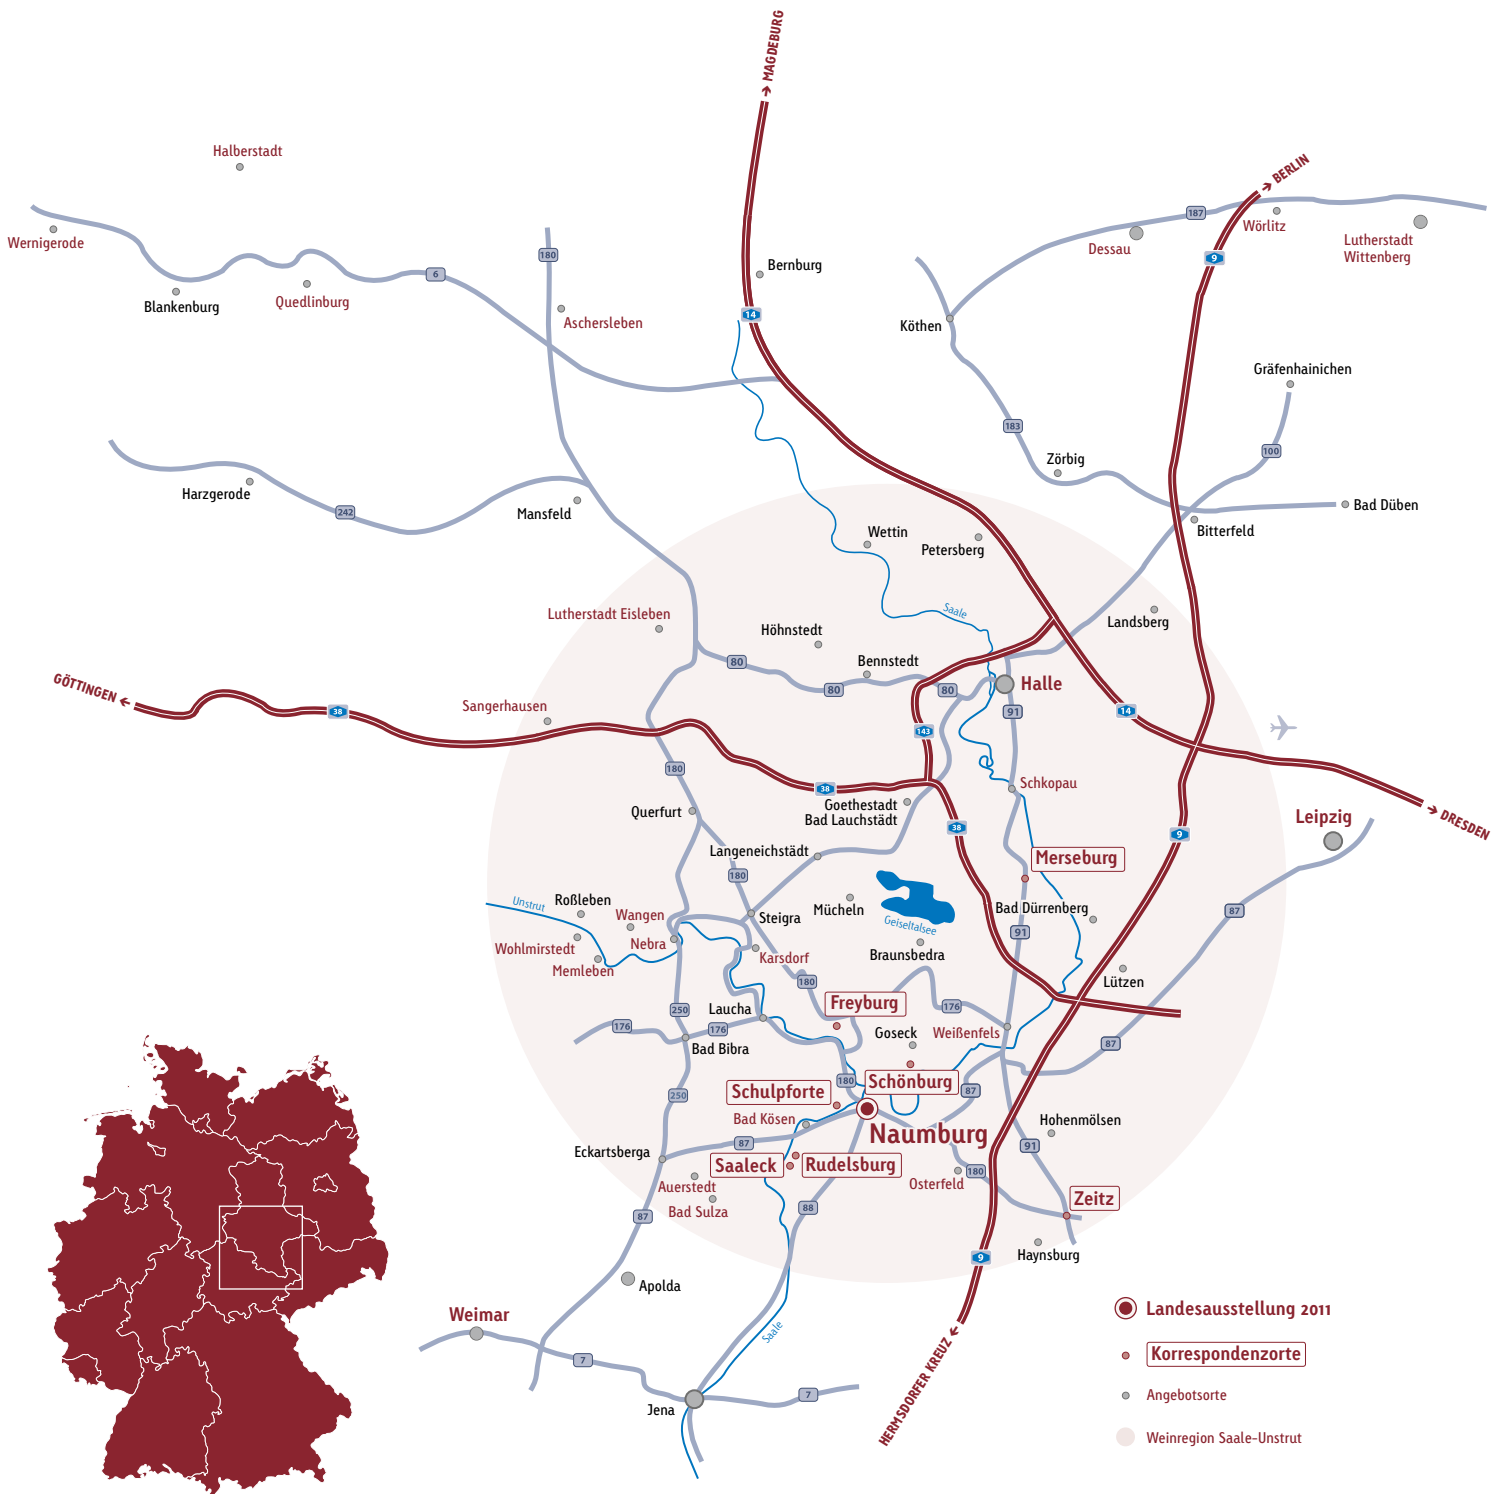 MAGDEBURG
Halberstadt
BERLIN
187
Wörlitz
Wernigerode
Dessau
Lutherstadt
Wittenberg
180
9
Bernburg
6
Blankenburg
Quedlinburg
14
Aschersleben
Köthen
Gräfenhainichen
183
100
Zörbig
Harzgerode
242
Mansfeld
Bad Düben
Wettin
Bitterfeld
Petersberg
Saale
Lutherstadt Eisleben
Landsberg
Höhnstedt
80
Bennstedt
80
80
Halle
GÖTTINGEN
38
Sangerhausen
91
14
143
180
Schkopau
38
Goethestadt
Bad Lauchstädt
Querfurt
DRESDEN
Leipzig
38
9
Langeneichstädt
Merseburg
180
Unstrut
Roßleben
Wangen
Steigra
Mücheln
Geiseltalsee
Bad Dürrenberg
87
Wohlmirstedt
Nebra
91
Memleben
Karsdorf
Braunsbedra
180
Lützen
Freyburg
250
Laucha
176
176
176
Goseck
Weißenfels
Bad Bibra
87
180
Schönburg
250
Schulpforte
87
Bad Kösen
Naumburg
Hohenmölsen
87
91
Eckartsberga
Saaleck
Rudelsburg
180
Osterfeld
Auerstedt
Bad Sulza
Zeitz
87
88
Haynsburg
9
Apolda
Weimar
Landesausstellung 2011
Saale
Korrespondenzorte
7
HERMSDORFER KREUZ
7
Angebotsorte
Jena
Weinregion Saale-Unstrut